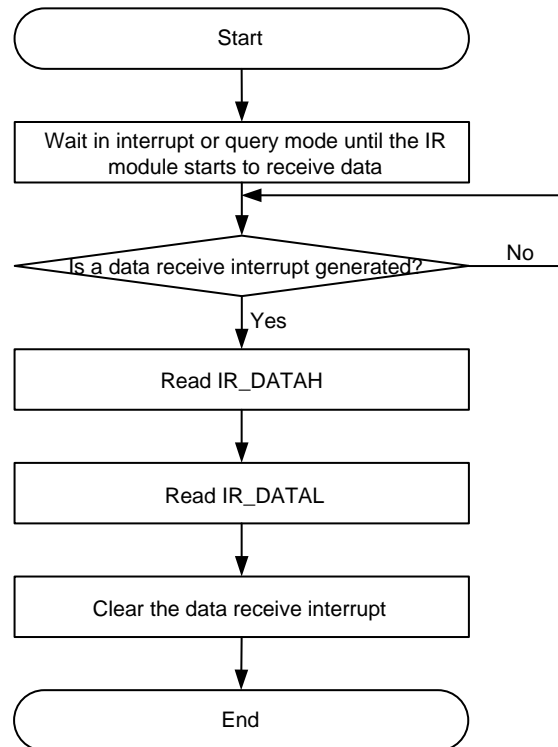 Start
Wait in interrupt or query mode until the IR
module starts to receive data
Is a data receive interrupt generated?
No
Yes
Read IR_DATAH
Read IR_DATAL
Clear the data receive interrupt
End